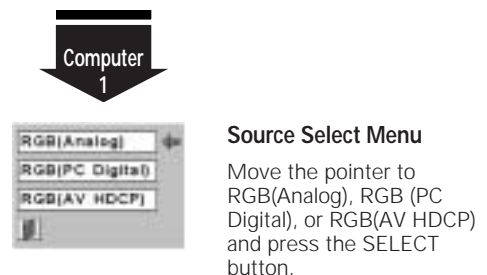 Computer
1
RGB(Analog)
RGB(PC Digital)
RGB(AV HDCP)
Source Select Menu
Move the pointer to
RGB(Analog), RGB (PC
Digital), or RGB(AV HDCP)
and press the SELECT
button.